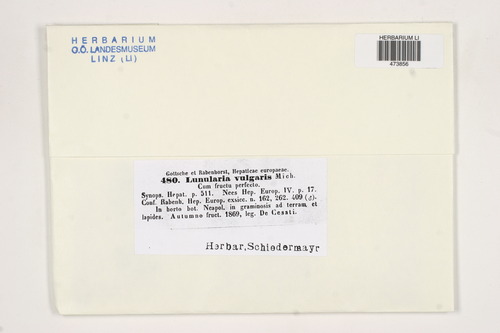 HERBARIUM
O.Ö. LANDESMUSEUM
LINZ (LI)
HERBARIUM LI
473856
Gottsche et Rabenhorst, Hepaticae europaeae.
480. Lunularia vulgaris Mich.
Cum fructu perfecto.
Synops. Hepat. p. 511. Nees Hep. Europ. IV. p. 17.
Conf. Rabenh. Hep. Europ. exsicc. n. 162, 262. 409
In horto bot. Neapol. in graminosis ad terram et
lapides. Autumno fruct. 1869, leg. De Cesati.
Herbar, Schiedermayr